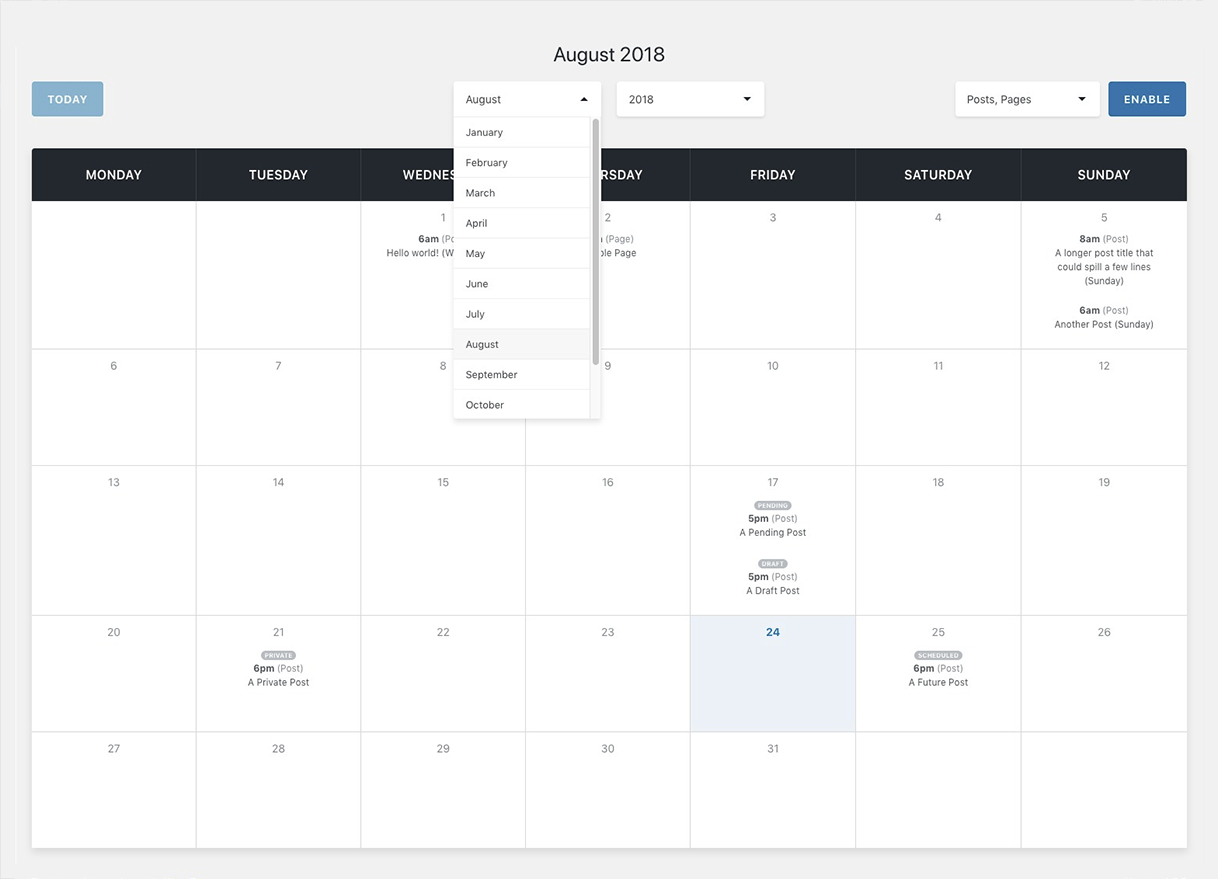 August 2018
TODAY
August
2018
Posts, Pages
ENABLE
January
February
March
April
May
June
July
August
September
October
MONDAY
TUESDAY
WEDNES
RSDAY
FRIDAY
SATURDAY
SUNDAY
1
6am (Po
Hello world! (W
2
(Page)
ple Page
3
4
5
8am (Post)
A longer post title that
could spill a few lines
(Sunday)
6am (Post)
Another Post (Sunday)
6
7
8
9
10
11
12
13
14
15
16
17
PENDING
5pm (Post)
A Pending Post
DRAFT
5pm (Post)
A Draft Post
18
19
20
21
PRIVATE
6pm (Post)
A Private Post
22
23
24
25
SCHEDULED
6pm (Post)
A Future Post
26
27
28
29
30
31